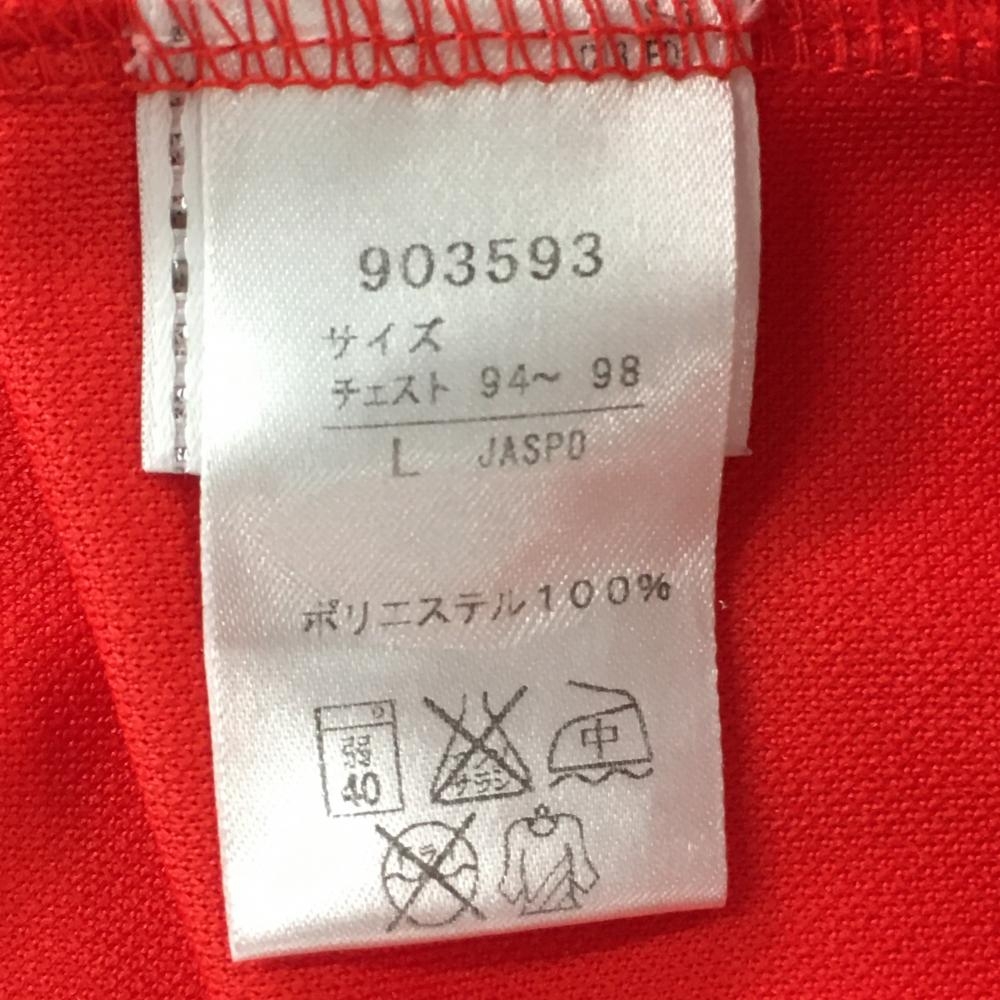 903593
サイズ
チェスト 94～ 98
L JASPO
ポリエステル100%
弱
40
中